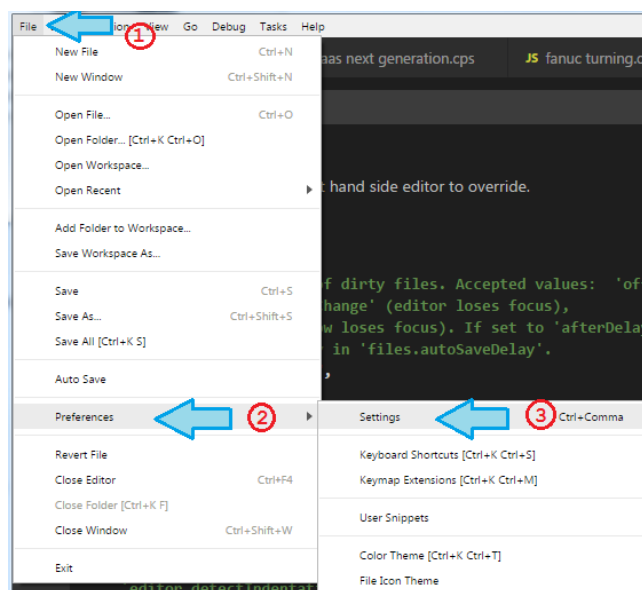 File ion View Go Debug Tasks Help
1
New File Ctrl+N
New Window Ctrl+Shift+N
aas next generation.cps JS fanuc turning.c
Open File... Ctrl+O
Open Folder... [Ctrl+K Ctrl+O]
Open Workspace...
Open Recent
t hand side editor to override.
Add Folder to Workspace...
Save Workspace As...
Save Ctrl+S
Save As... Ctrl+Shift+S
Save All [Ctrl+K S]
of dirty files. Accepted values: 'of
hange' (editor loses focus),
ow loses focus). If set to 'afterDelay
in 'files.autoSaveDelay'.
,
Auto Save
Preferences 2
Settings 3 Ctrl+Comma
Revert File
Close Editor Ctrl+F4
Close Folder [Ctrl+K F]
Close Window Ctrl+Shift+W
Exit
Keyboard Shortcuts [Ctrl+K Ctrl+S]
Keymap Extensions [Ctrl+K Ctrl+M]
User Snippets
Color Theme [Ctrl+K Ctrl+T]
File Icon Theme